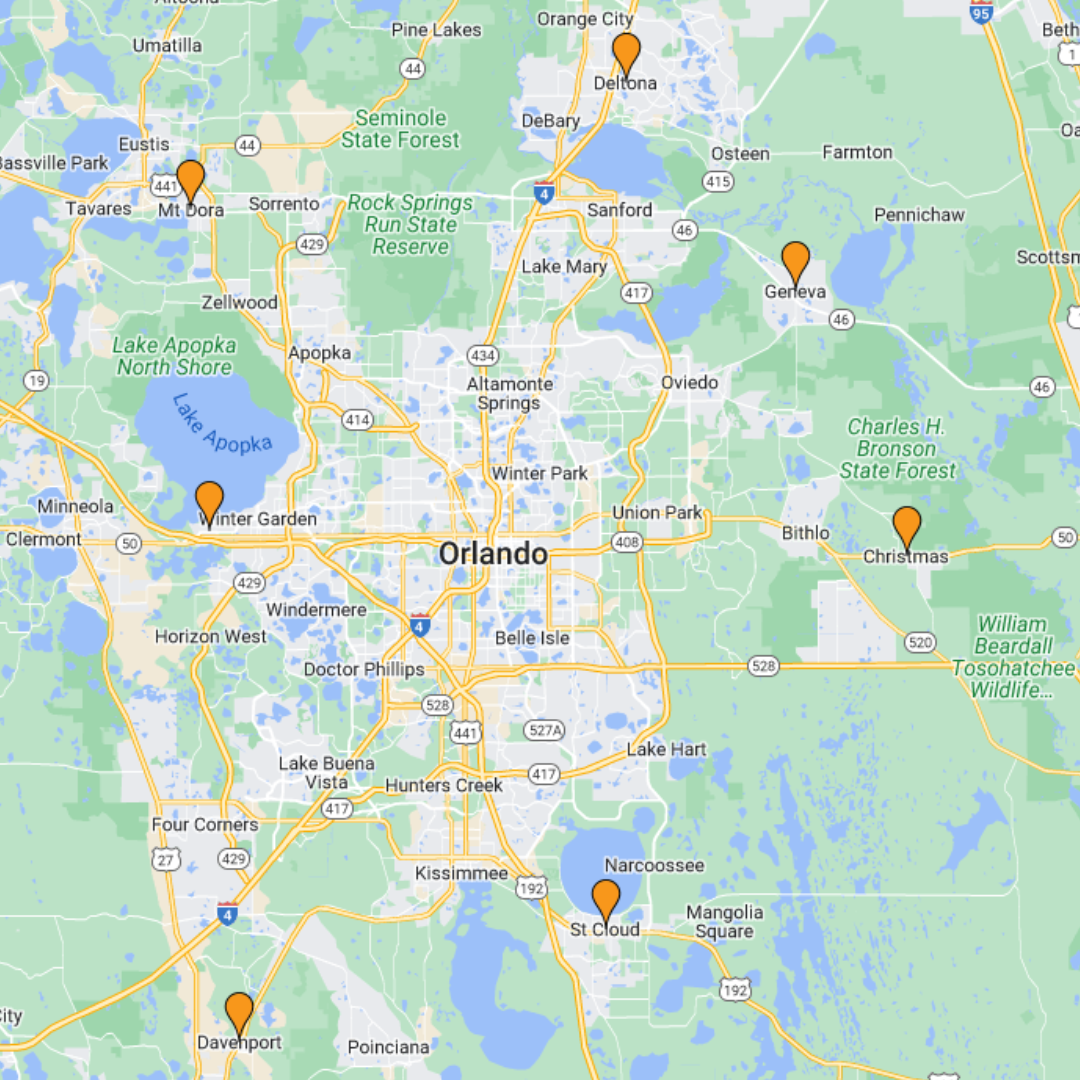 Altoona
Orange City
95
Umatilla
Pine Lakes
44
Deltona
1
DeBary
Seminole
State Forest
Eustis
44
Bassville Park
Osteen
Farmton
441
4
415
Tavares
Mt Dora
Sorrento
Rock Springs
Run State
Reserve
Sanford
Pennichaw
46
429
Lake Mary
417
Geneva
Zellwood
46
Lake Apopka
North Shore
Apopka
434
19
Altamonte
Springs
Oviedo
46
414
Lake Apopka
Charles H.
Bronson
State Forest
Winter Park
Minneola
Winter Garden
Union Park
Bithlo
Clermont
50
Orlando
408
Christmas
50
429
Windermere
4
Horizon West
Belle Isle
520
William
Beardall
Tosohatchee
Wildlife...
Doctor Phillips
528
528
441
527A
Lake Hart
Lake Buena
Vista
417
Hunters Creek
417
Four Corners
27
429
Kissimmee
192
Narcoossee
4
St Cloud
Mangolia
Square
192
Davenport
Poinciana